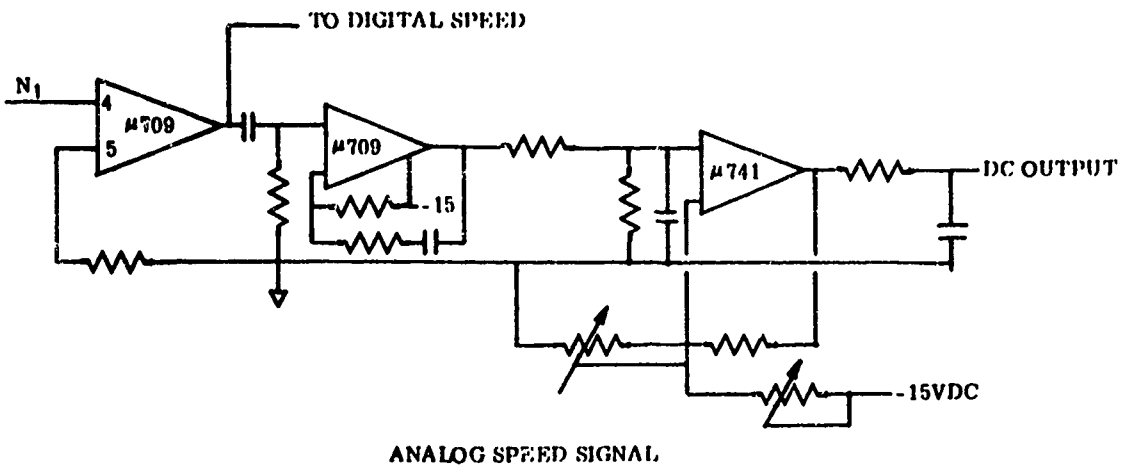 TO DIGITAL SPEED
N1
4
μ709
5
μ709
-15
μ741
DC OUTPUT
-15VDC
ANALOG SPEED SIGNAL